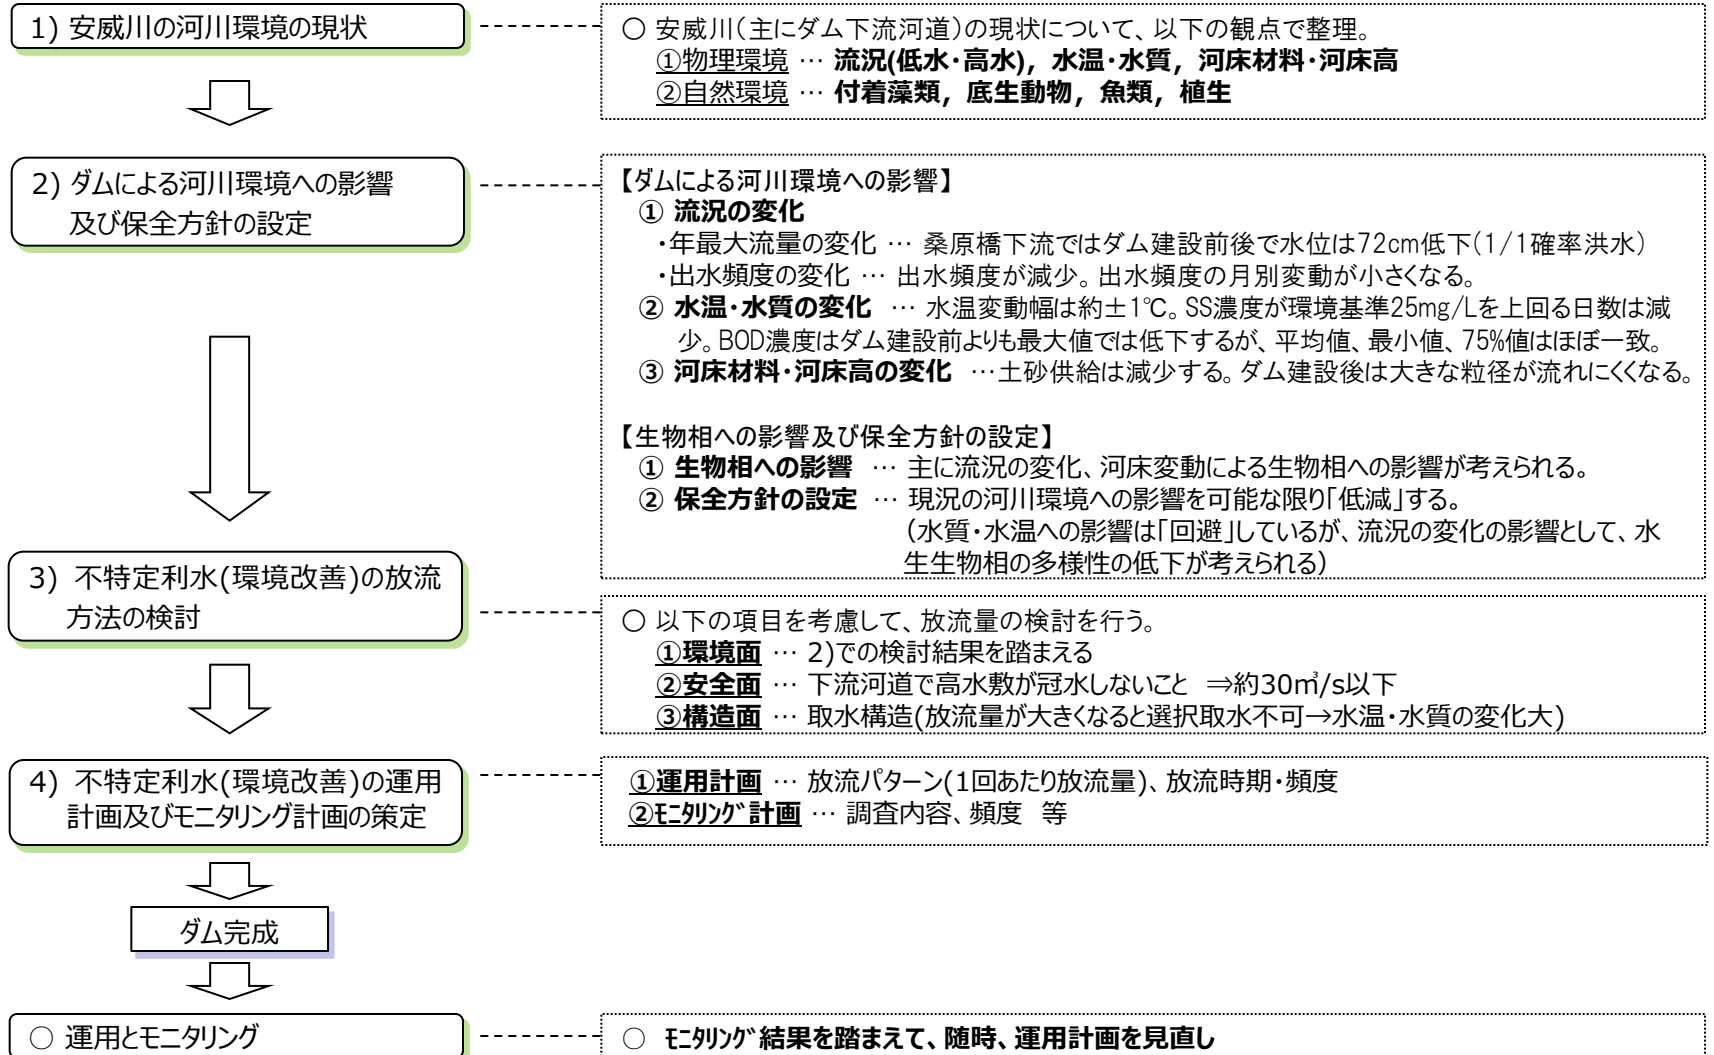 1) 安威川の河川環境の現状
○ 安威川(主にダム下流河道)の現状について、以下の観点で整理。
①物理環境 … 流況(低水・高水), 水温・水質, 河床材料・河床高
②自然環境 … 付着藻類, 底生動物, 魚類, 植生
2) ダムによる河川環境への影響
及び保全方針の設定
【ダムによる河川環境への影響】
① 流況の変化
・年最大流量の変化 … 桑原橋下流ではダム建設前後で水位は72cm低下(1/1確率洪水)
・出水頻度の変化 … 出水頻度が減少。出水頻度の月別変動が小さくなる。
② 水温・水質の変化 … 水温変動幅は約±1℃。SS濃度が環境基準25mg/Lを上回る日数は減
少。BOD濃度はダム建設前よりも最大値では低下するが、平均値、最小値、75%値はほぼ一致。
③ 河床材料・河床高の変化 …土砂供給は減少する。ダム建設後は大きな粒径が流れにくくなる。
【生物相への影響及び保全方針の設定】
① 生物相への影響 … 主に流況の変化、河床変動による生物相への影響が考えられる。
② 保全方針の設定 … 現況の河川環境への影響を可能な限り「低減」する。
(水質・水温への影響は「回避」しているが、流況の変化の影響として、水
生生物相の多様性の低下が考えられる)
3) 不特定利水(環境改善)の放流
方法の検討
○ 以下の項目を考慮して、放流量の検討を行う。
①環境面 … 2)での検討結果を踏まえる
②安全面 … 下流河道で高水敷が冠水しないこと ⇒約30㎥/s以下
③構造面 … 取水構造(放流量が大きくなると選択取水不可→水温・水質の変化大)
4) 不特定利水(環境改善)の運用
計画及びモニタリング計画の策定
①運用計画 … 放流パターン(1回あたり放流量)、放流時期・頻度
②ﾓﾆﾀﾘﾝｸﾞ計画 … 調査内容、頻度 等
ダム完成
○ 運用とモニタリング
○ ﾓﾆﾀﾘﾝｸﾞ結果を踏まえて、随時、運用計画を見直し